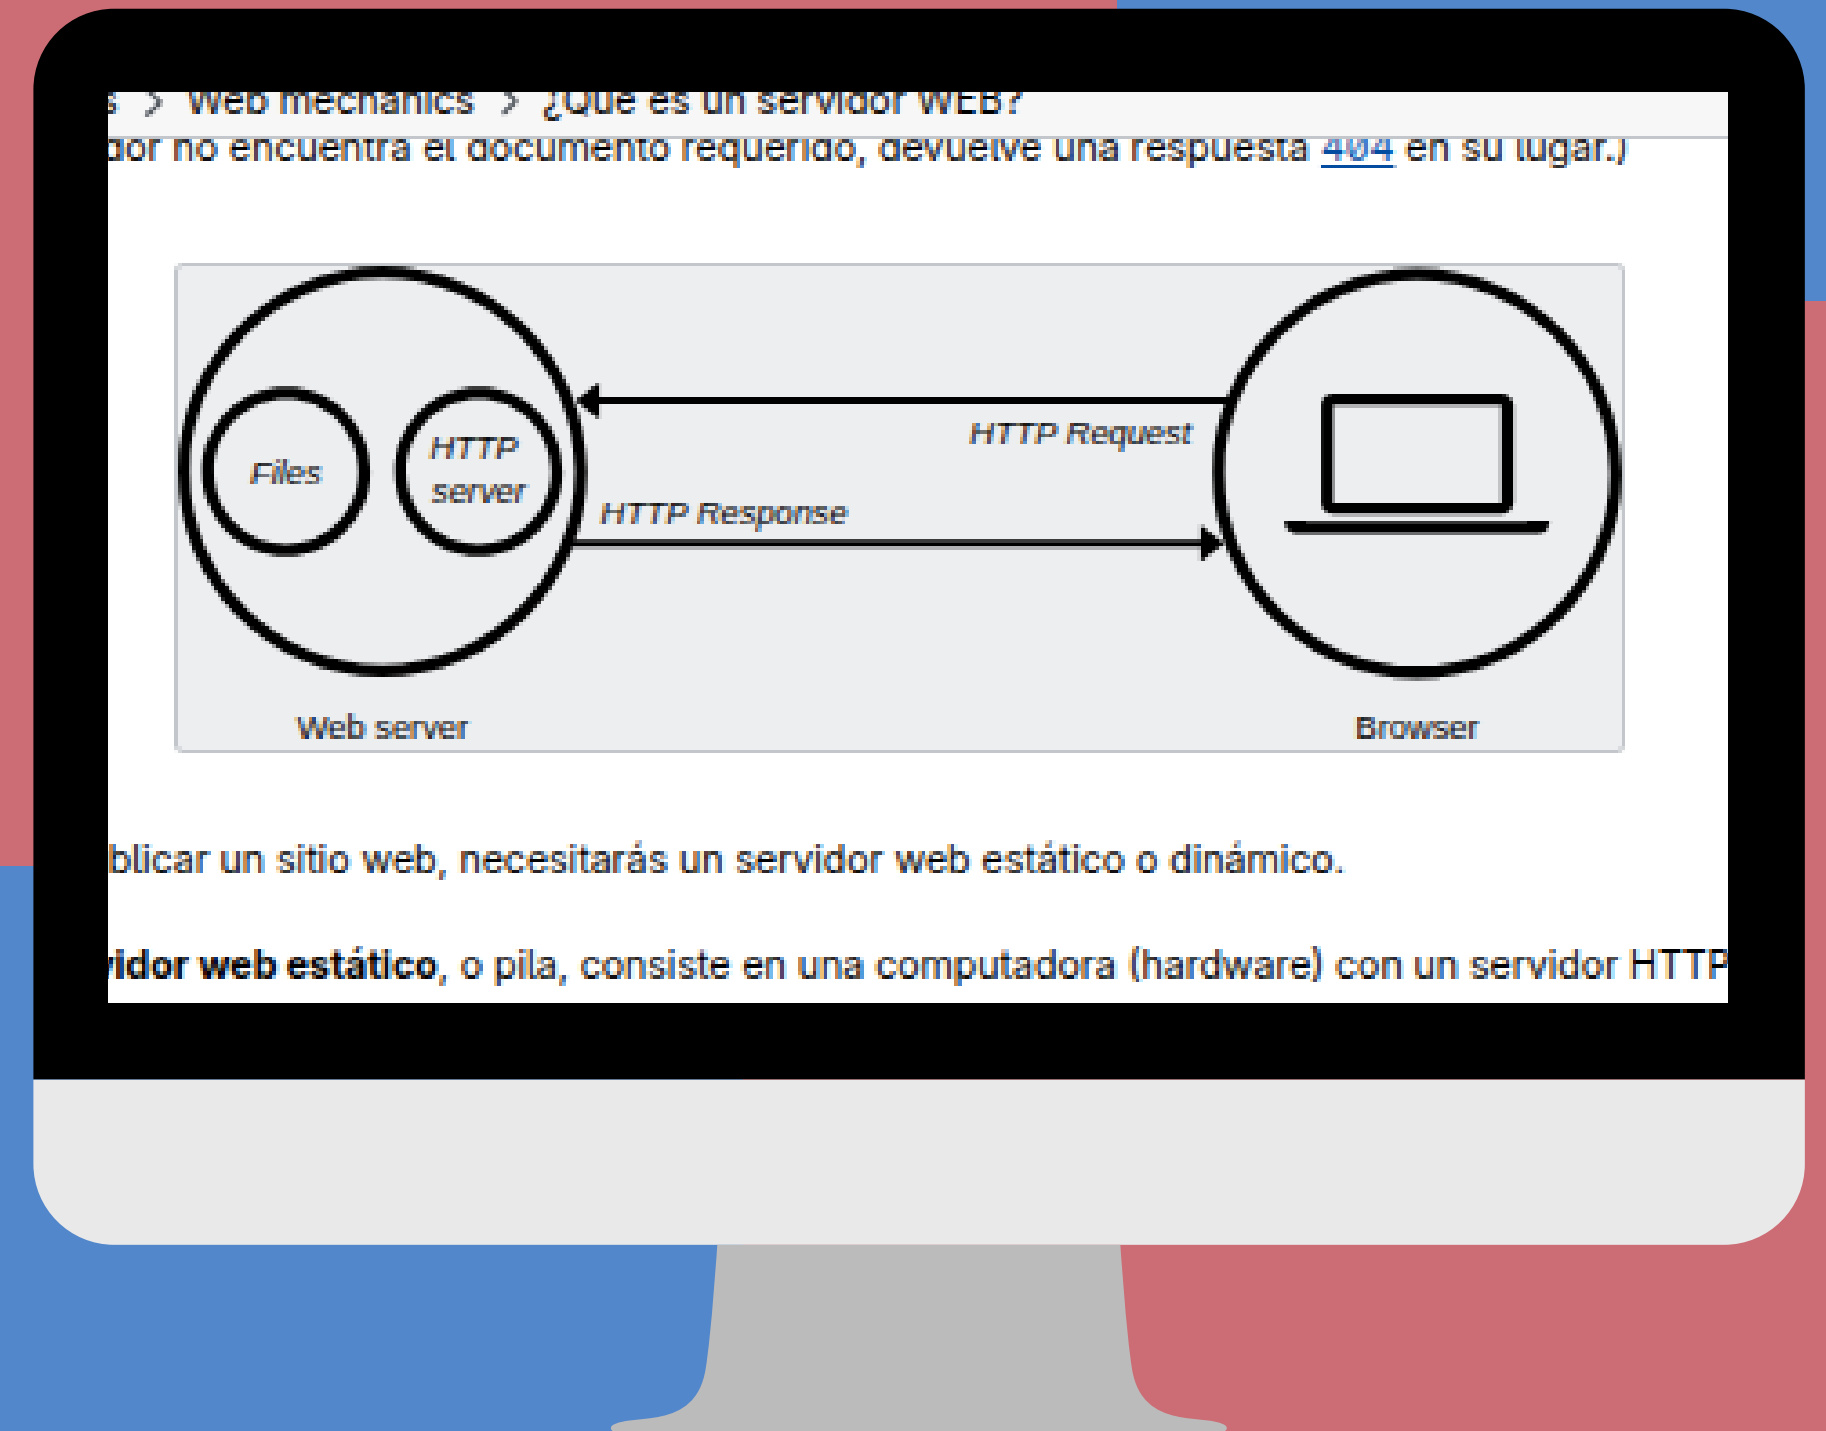 > Web mechanics > ¿Qué es un servidor WEB?
dor no encuentra el documento requerido, devuelve una respuesta 404 en su lugar.)
HTTP Request
Files
HTTP
server
HTTP Response
Web server
Browser
blicar un sitio web, necesitarás un servidor web estático o dinámico.
vidor web estático, o pila, consiste en una computadora (hardware) con un servidor HTTP